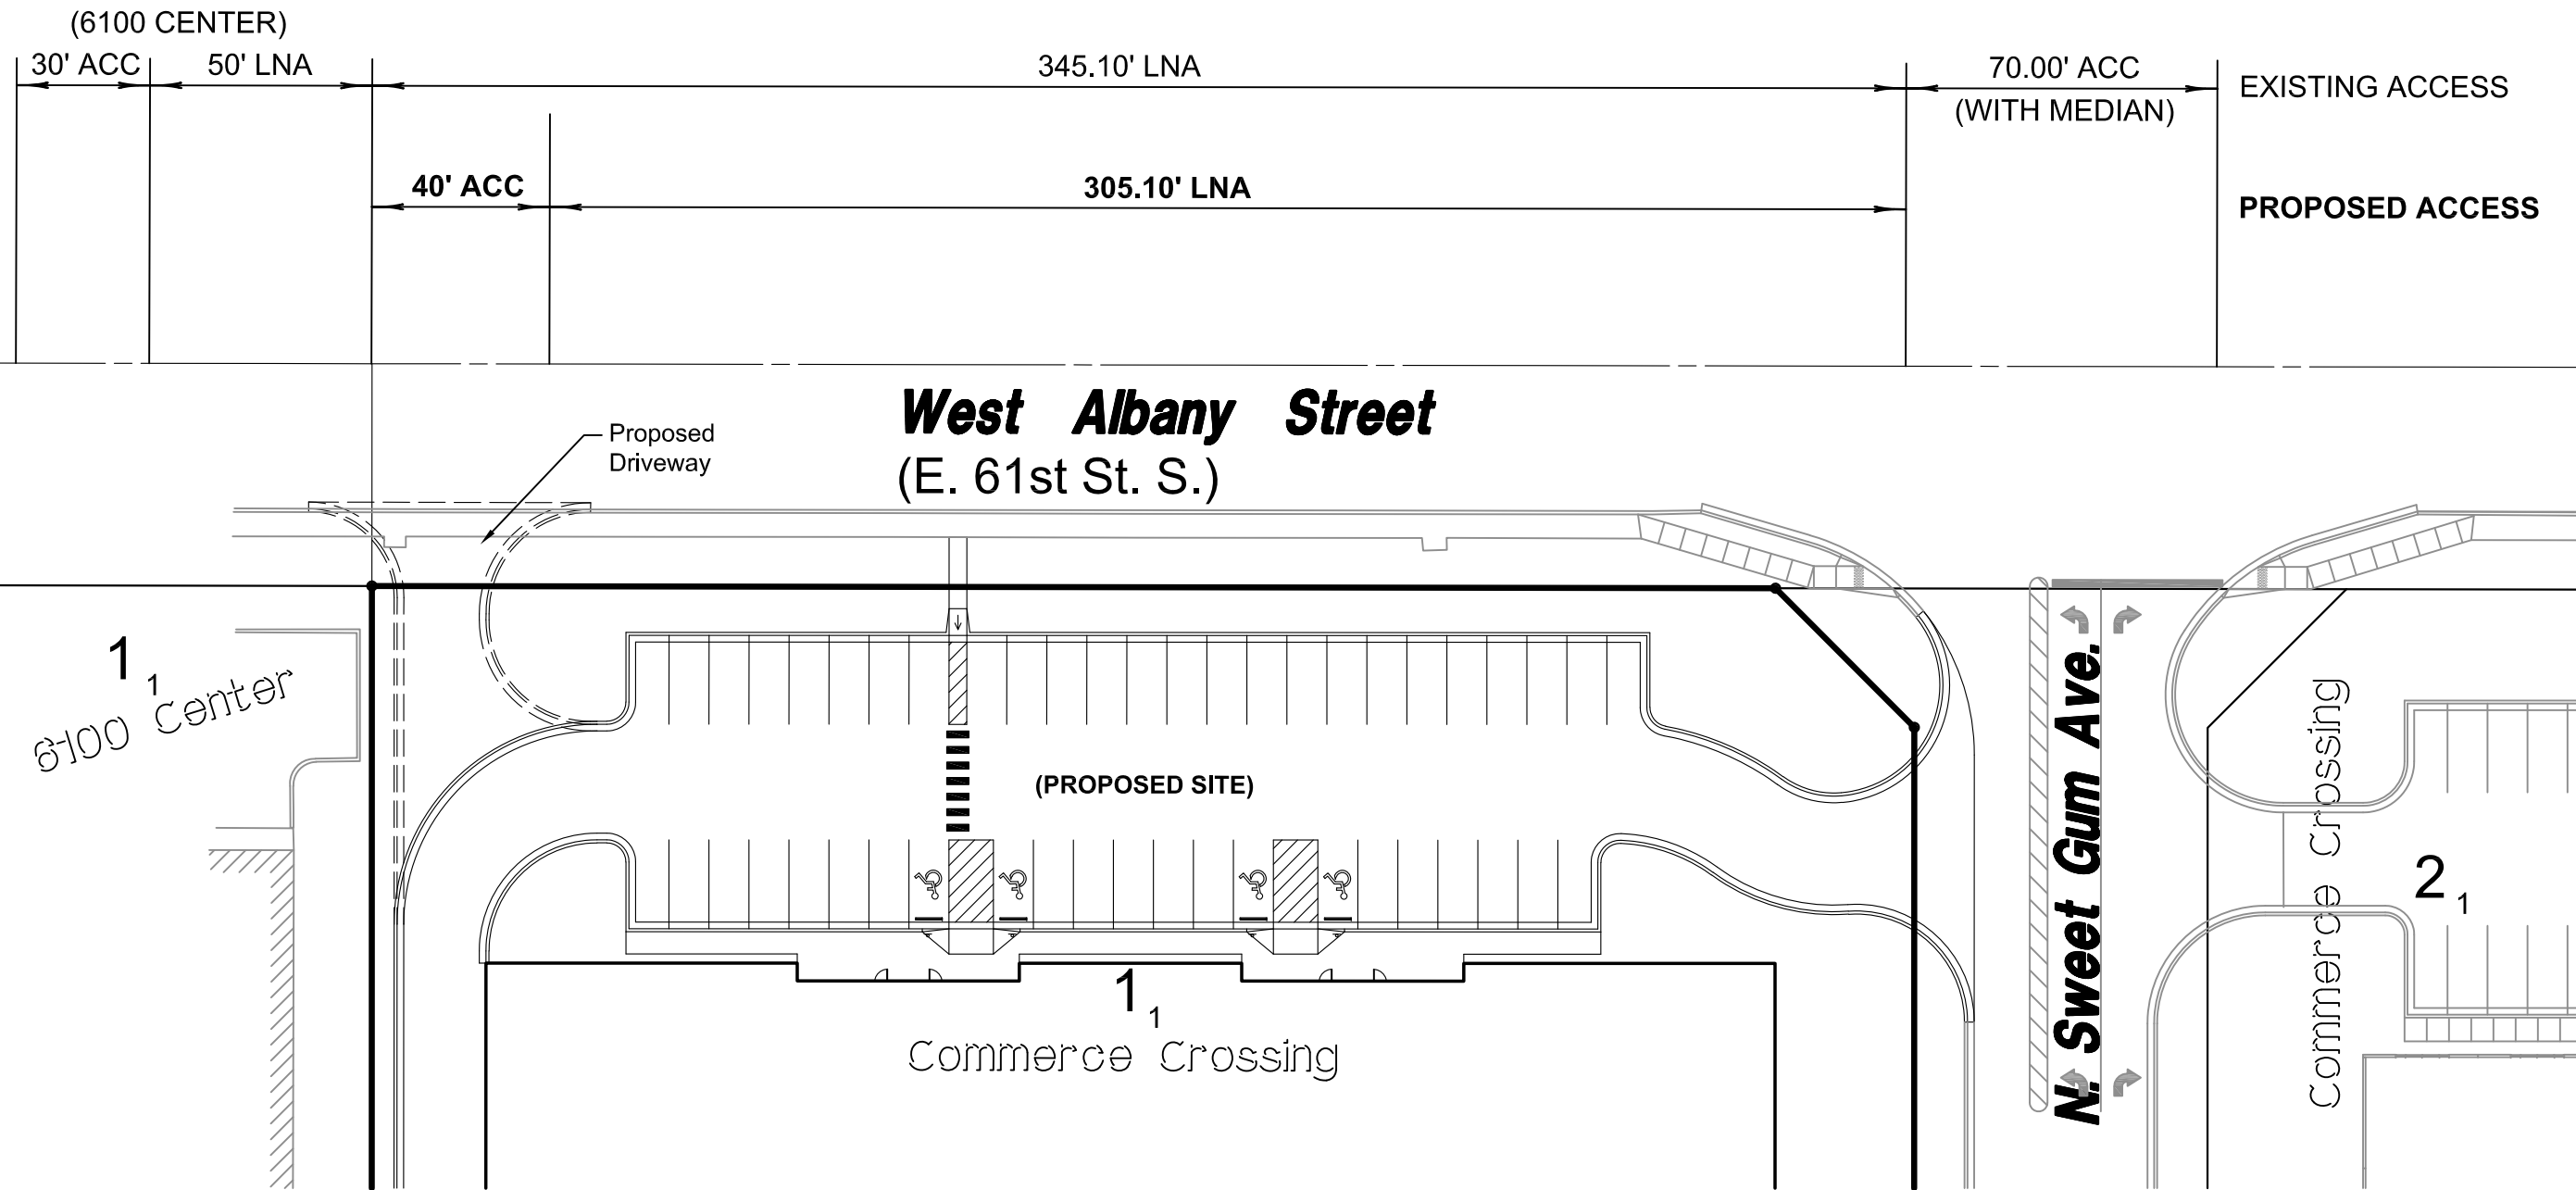 (6100 CENTER)
30' ACC
50' LNA
345.10' LNA
70.00' ACC
(WITH MEDIAN)
EXISTING ACCESS
40' ACC
305.10' LNA
PROPOSED ACCESS
West Albany Street
(E. 61st St. S.)
Proposed
Driveway
1 1
6100 Center
(PROPOSED SITE)
N. Sweet Gum Ave.
Commerce Crossing
2 1
1 1
Commerce Crossing